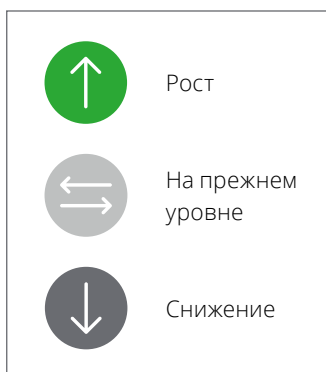 Рост
На прежнем
уровне
Снижение